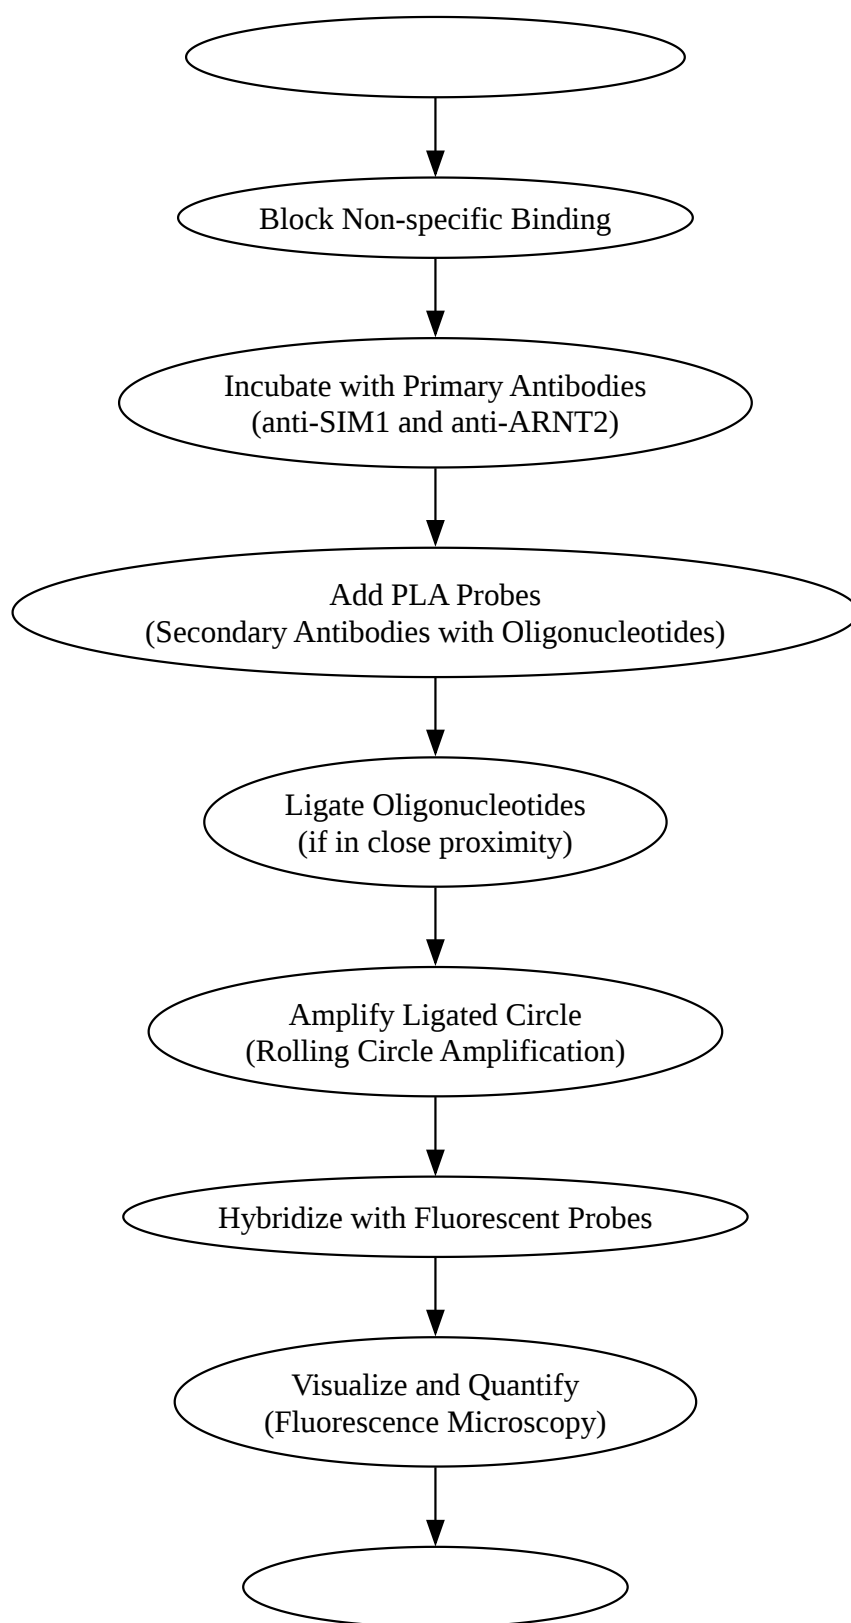 Block Non-specific Binding
Incubate with Primary Antibodies
(anti-SIM1 and anti-ARNT2)
Add PLA Probes
(Secondary Antibodies with Oligonucleotides)
Ligate Oligonucleotides
(if in close proximity)
Amplify Ligated Circle
(Rolling Circle Amplification)
Hybridize with Fluorescent Probes
Visualize and Quantify
(Fluorescence Microscopy)